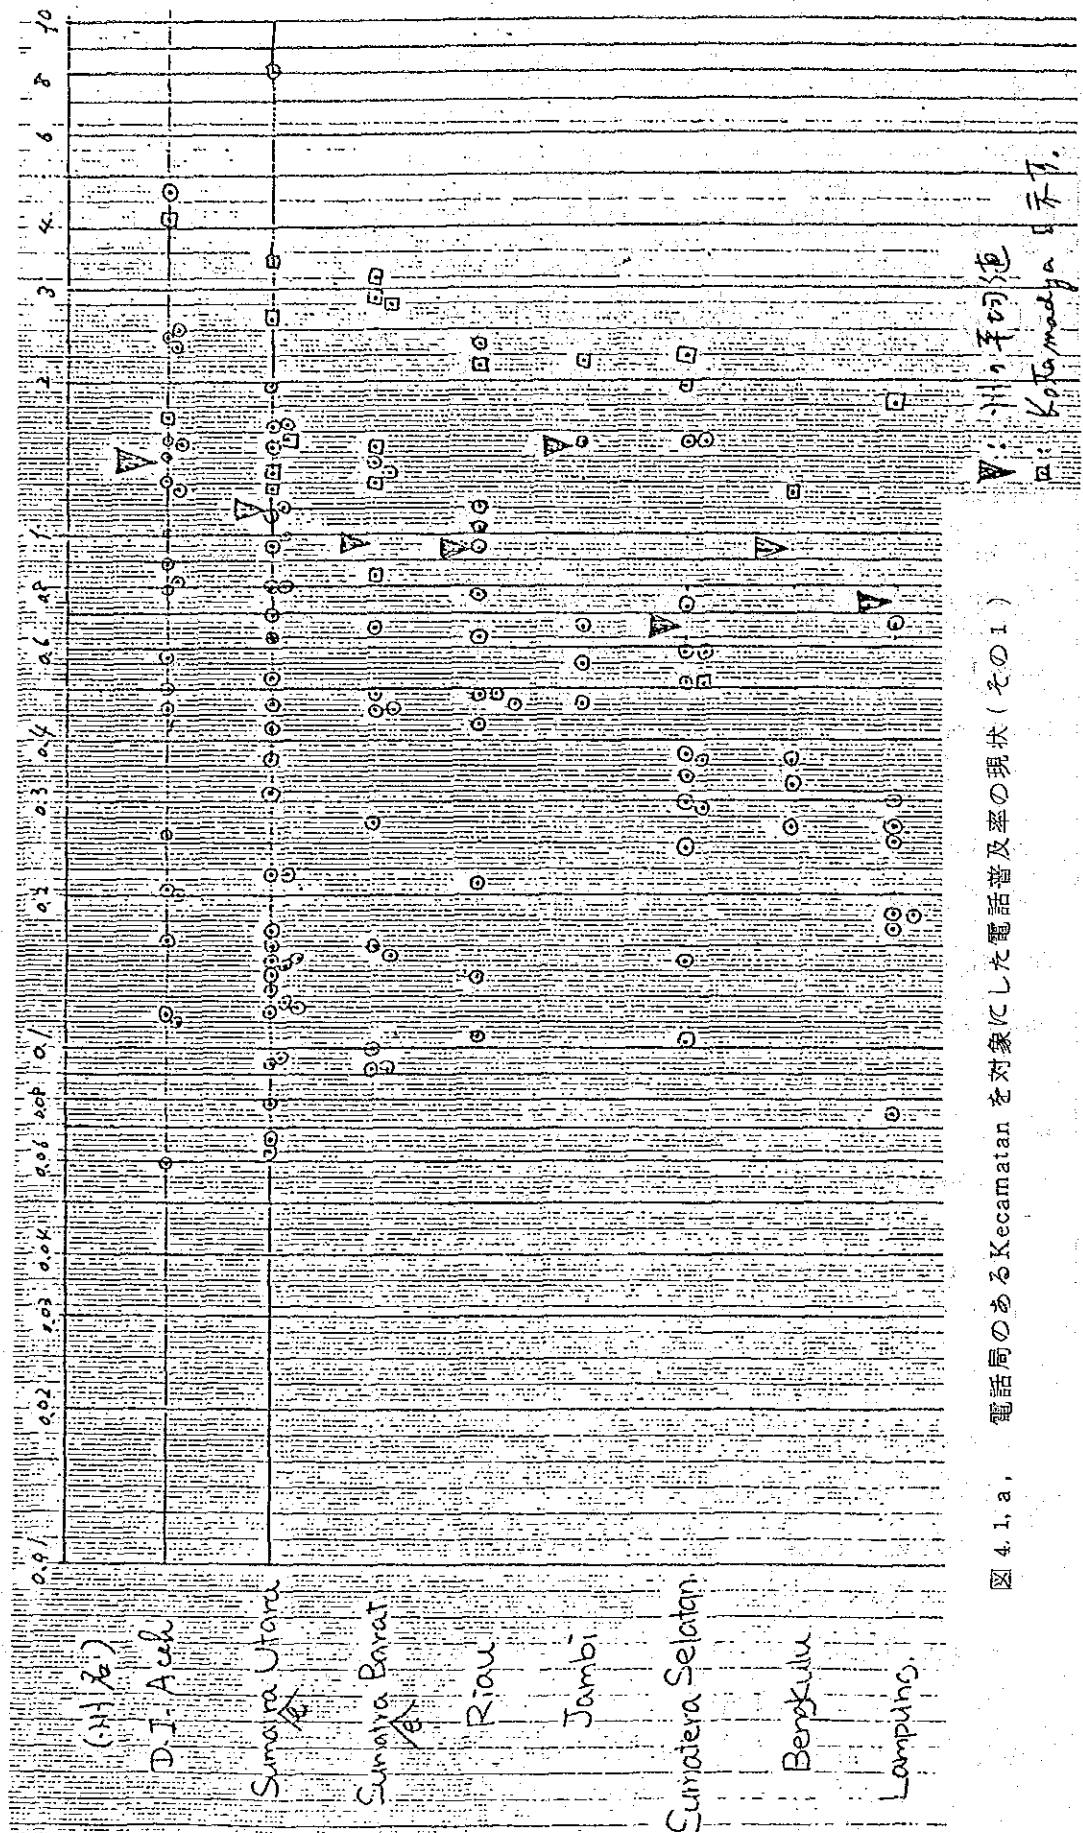 (州名)
D.I. Aceh
Sumatra Utara
e
Sumatra Barat
e
Riau
Jambi
Sumatera Selatan
Bengkulu
Lampung.
0.01 0.02 0.03 0.04 0.06 0.08 0.1 0.2 0.3 0.4 0.6 0.8 1 2 3 4 6 8 10
: 州の平均値
: Kotamadya を示す.
図4.1.a. 電話局のあるKecamatanを対象にした電話普及率の現状(その1)